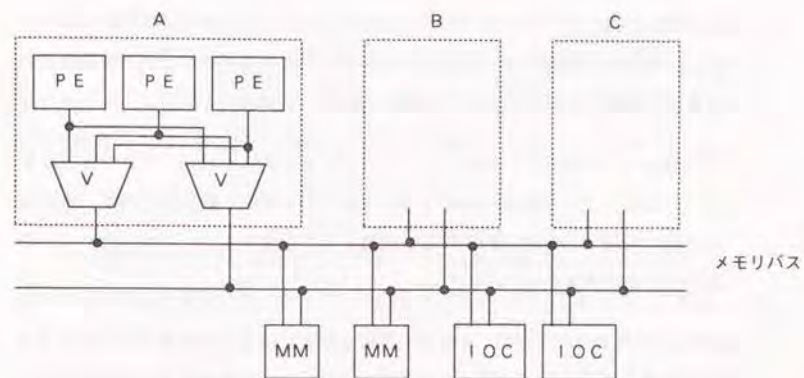 A B C
PE PE PE
V V
メモリバス
MM MM IOC IOC